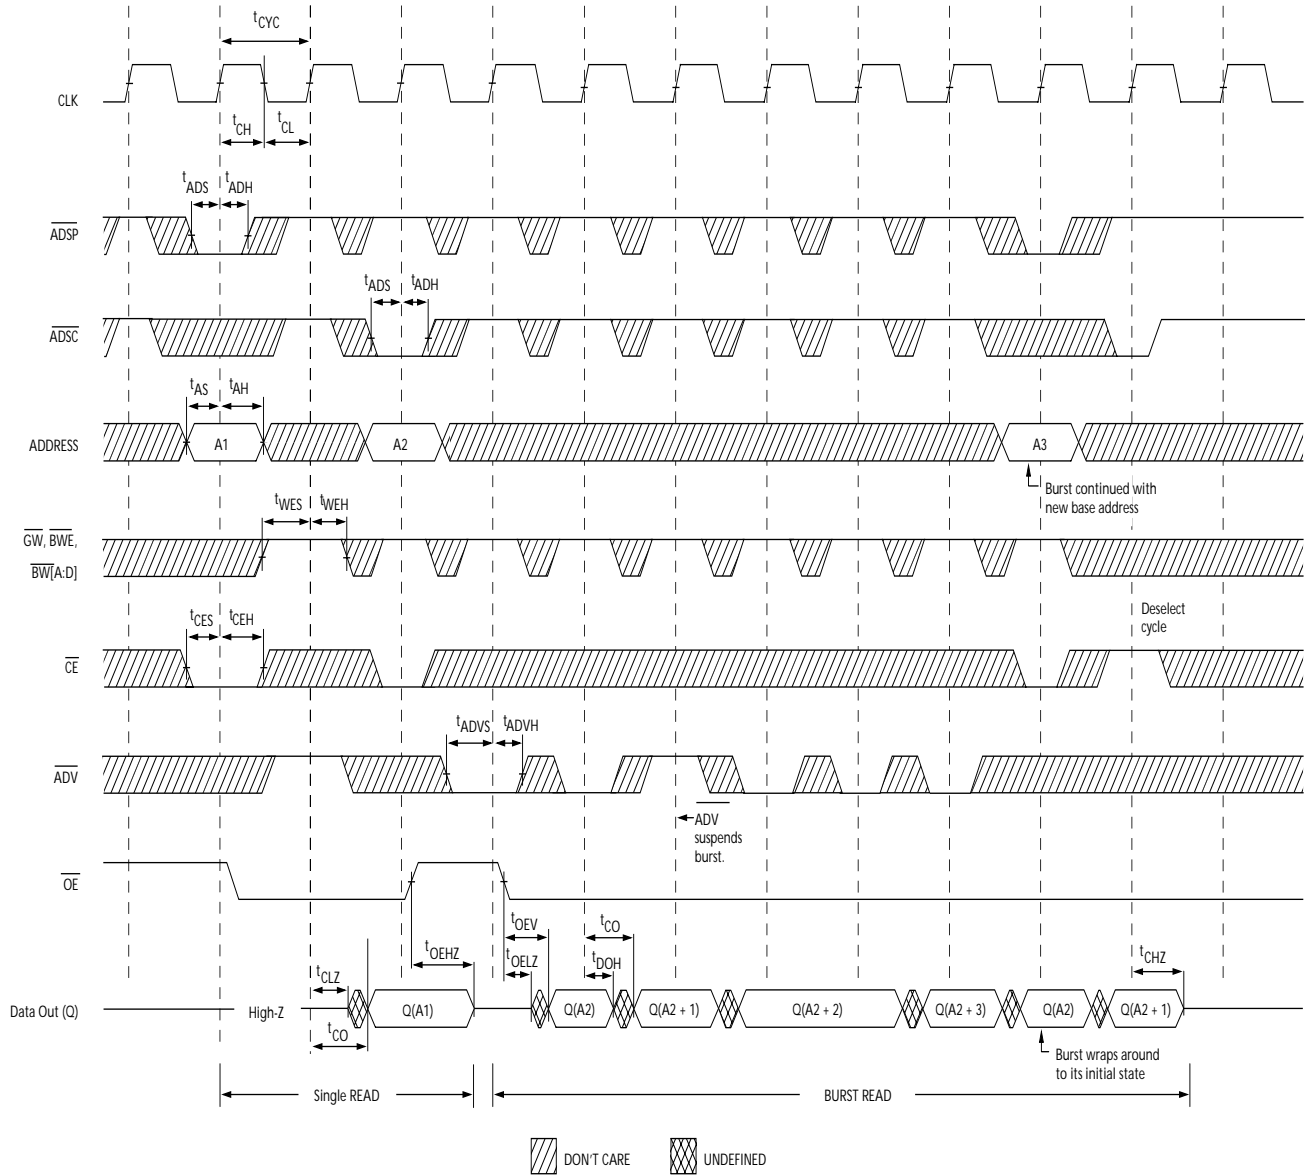 tCYC
CLK
tCH
tCL
tADS
tADH
ADSP
tADS
tADH
ADSC
tAS
tAH
ADDRESS
A1
A2
A3
Burst continued with
new base address
tWES
tWEH
GW, BWE,
BW[A:D]
tCES
tCEH
Deselect
cycle
CE
tADVS
tADVH
ADV
ADV
suspends
burst.
OE
tOEV
tCO
tOEHZ
tOELZ
tDOH
tCHZ
tCLZ
Data Out (Q)
High-Z
Q(A1)
Q(A2)
Q(A2 + 1)
Q(A2 + 2)
Q(A2 + 3)
Q(A2)
Q(A2 + 1)
tCO
Burst wraps around
to its initial state
Single READ
BURST READ
DON'T CARE
UNDEFINED